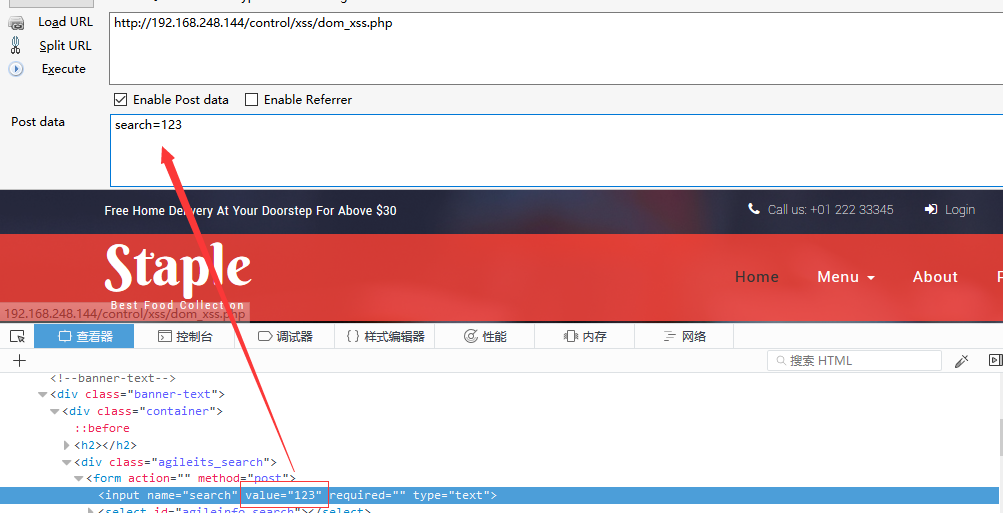 Load URL
http://192.168.248.144/control/xss/dom_xss.php
Split URL
Execute
Enable Post data
Enable Referrer
Post data
search=123
Free Home Delivery At Your Doorstep For Above $30
Call us: +01 222 33345
Login
Staple
Best Food Collection
Home
Menu
About
192.168.248.144/control/xss/dom_xss.php
查看器
控制台
调试器
{ } 样式编辑器
性能
内存
网络
搜索 HTML
<!--banner-text-->
<div class="banner-text">
<div class="container">
::before
<h2></h2>
<div class="agileits_search">
<form action="" method="post">
<input name="search" value="123" required="" type="text">
<select id="agileinfo_search"></select>